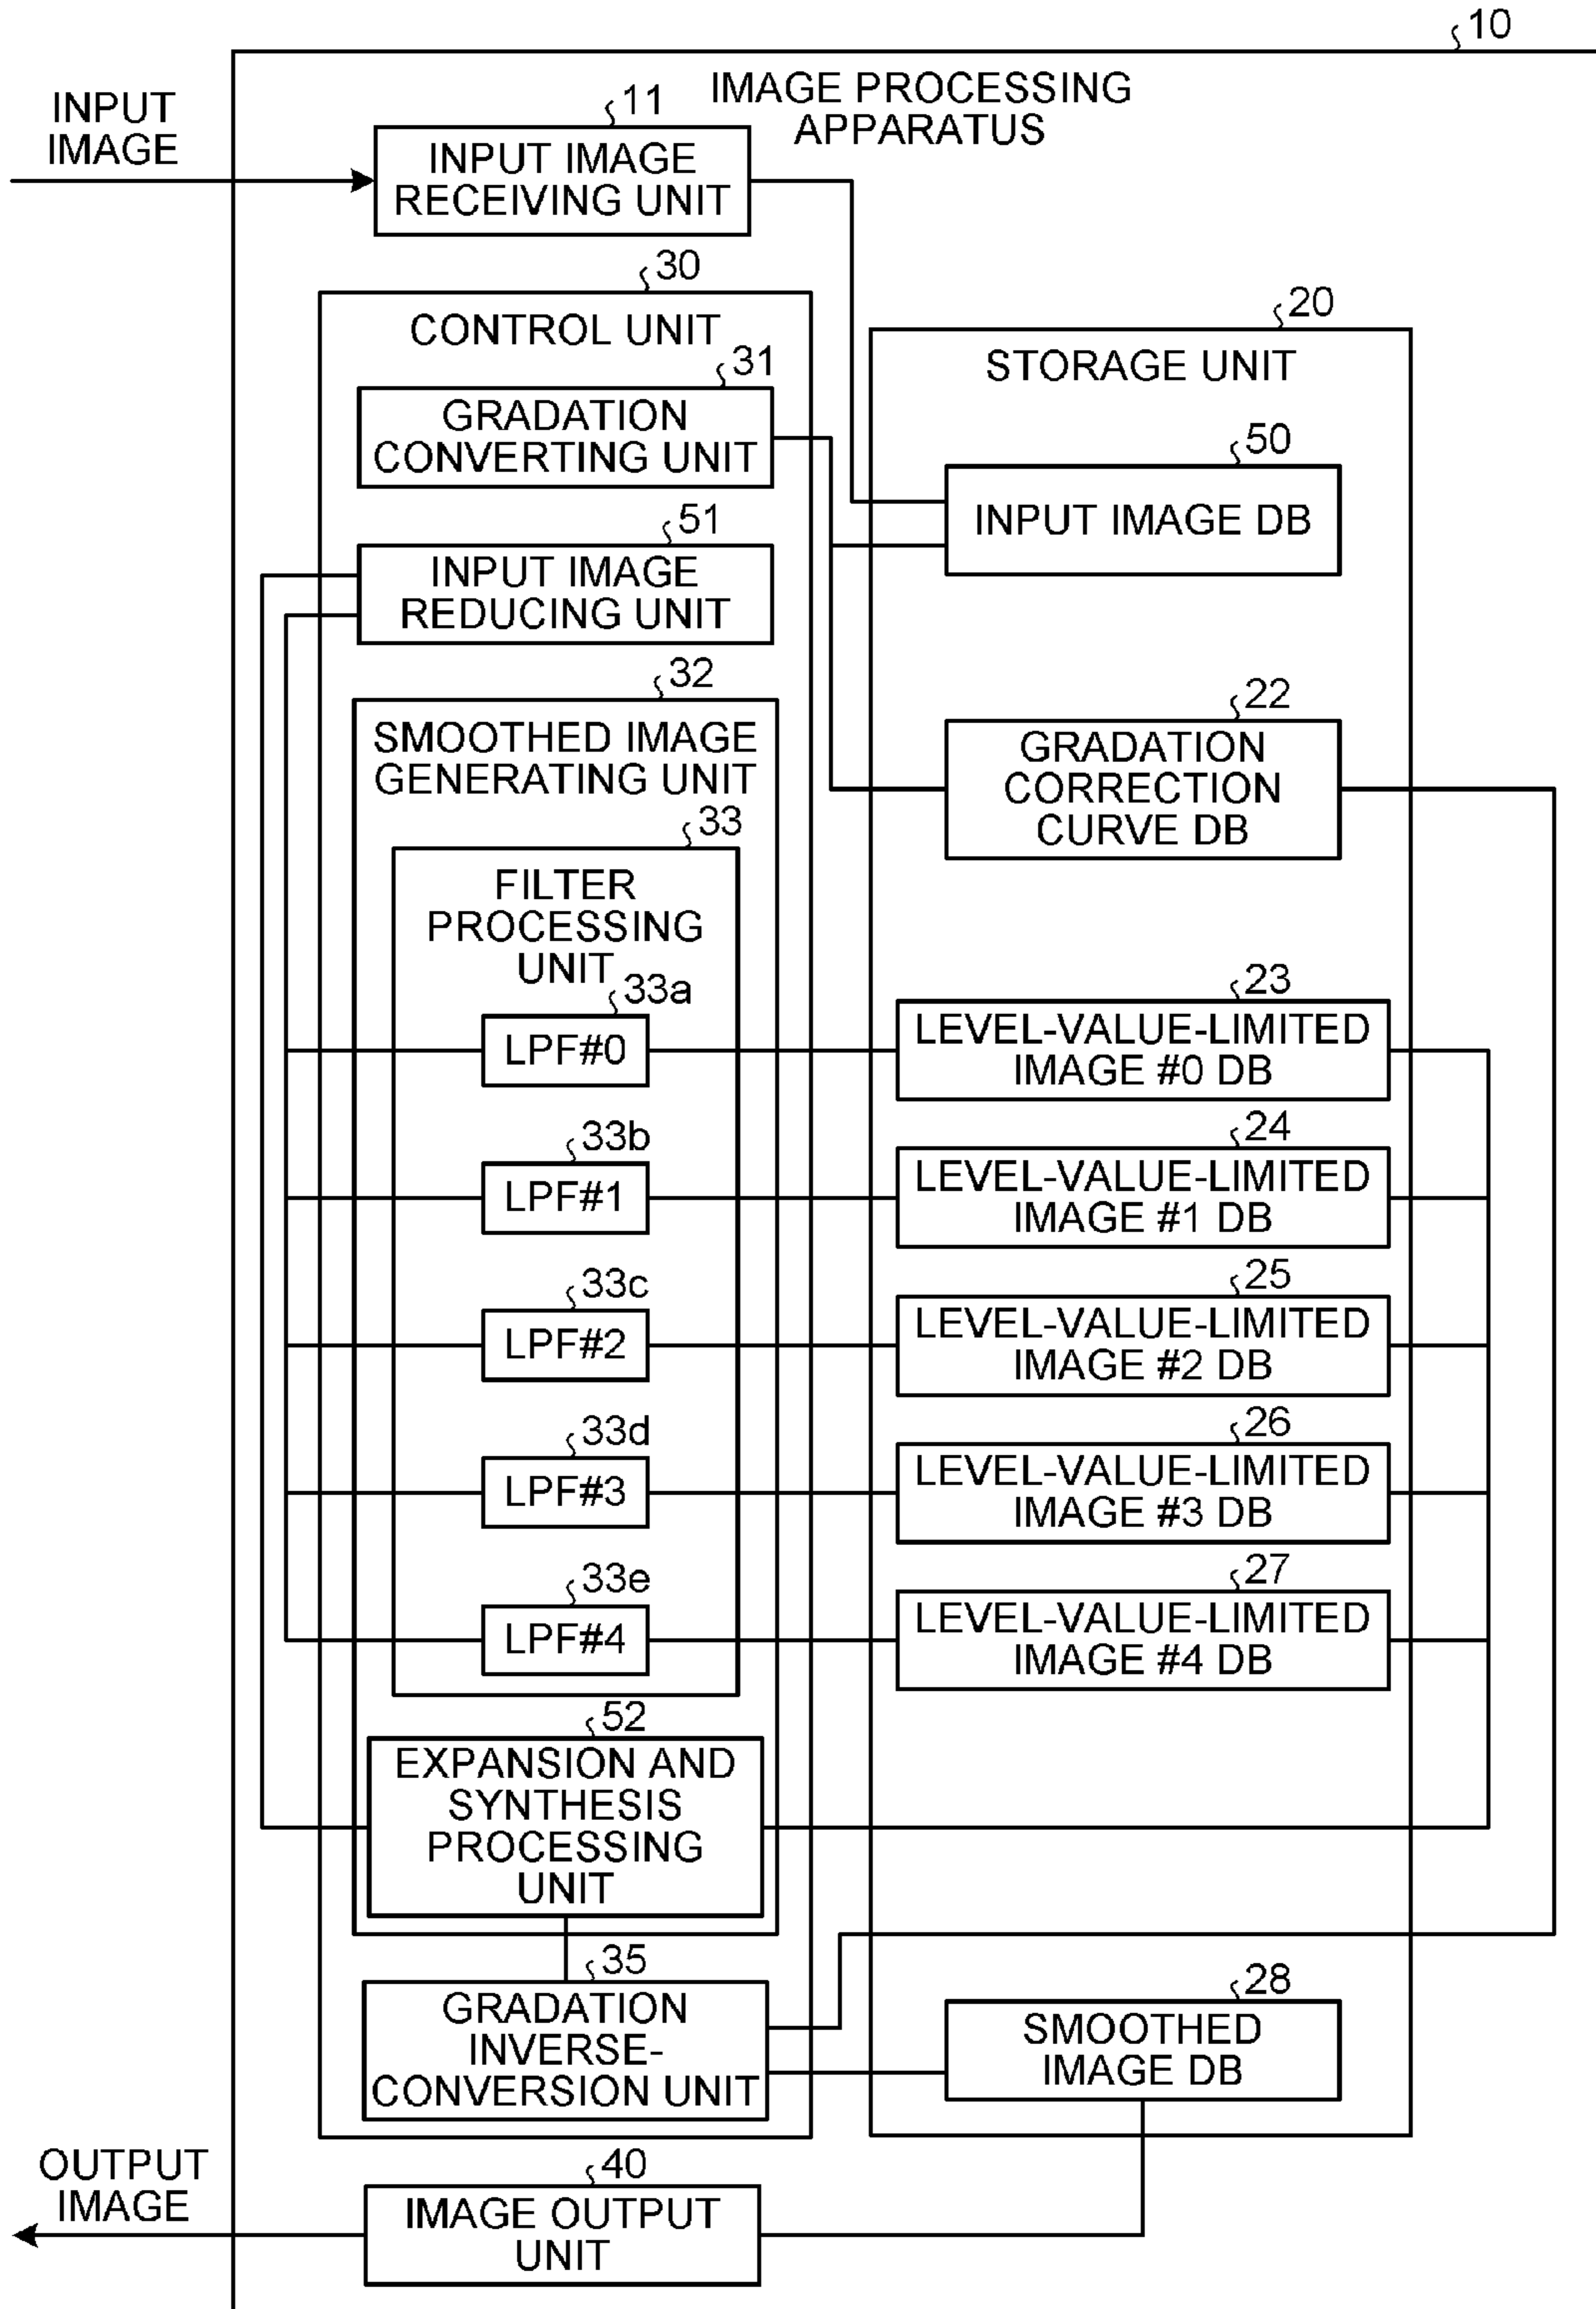 10
IMAGE PROCESSING
APPARATUS
INPUT
IMAGE
11
INPUT IMAGE
RECEIVING UNIT
30
CONTROL UNIT
31
GRADATION
CONVERTING UNIT
51
INPUT IMAGE
REDUCING UNIT
32
SMOOTHED IMAGE
GENERATING UNIT
33
FILTER
PROCESSING
UNIT
33a
LPF#0
33b
LPF#1
33c
LPF#2
33d
LPF#3
33e
LPF#4
52
EXPANSION AND
SYNTHESIS
PROCESSING
UNIT
35
GRADATION
INVERSE-
CONVERSION UNIT
20
STORAGE UNIT
50
INPUT IMAGE DB
22
GRADATION
CORRECTION
CURVE DB
23
LEVEL-VALUE-LIMITED
IMAGE #0 DB
24
LEVEL-VALUE-LIMITED
IMAGE #1 DB
25
LEVEL-VALUE-LIMITED
IMAGE #2 DB
26
LEVEL-VALUE-LIMITED
IMAGE #3 DB
27
LEVEL-VALUE-LIMITED
IMAGE #4 DB
28
SMOOTHED
IMAGE DB
OUTPUT
IMAGE
40
IMAGE OUTPUT
UNIT